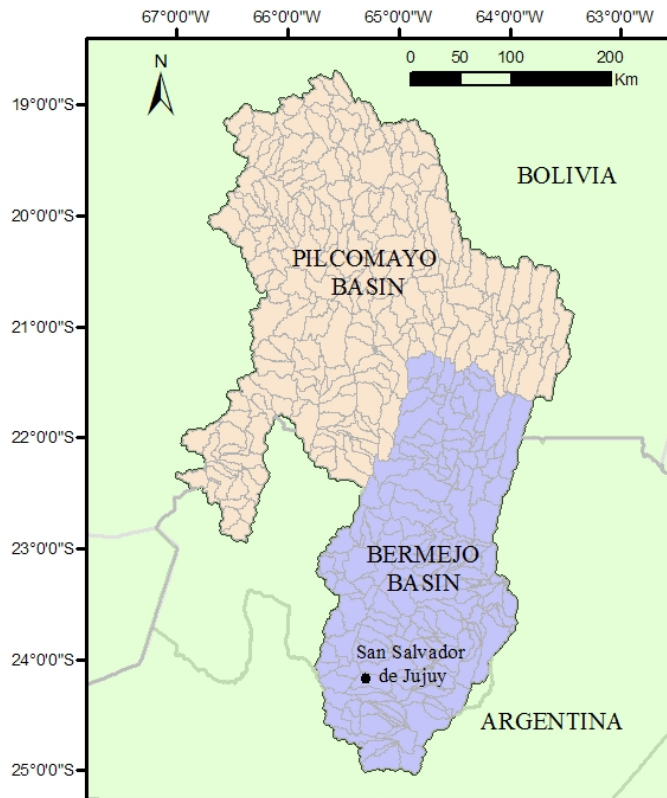 67°0'0"W 66°0'0"W 65°0'0"W 64°0'0"W 63°0'0"W
0 50 100 200
Km
N
19°0'0"S
BOLIVIA
20°0'0"S
PILCOMAYO
BASIN
21°0'0"S
22°0'0"S
23°0'0"S
BERMEJO
BASIN
24°0'0"S
San Salvador
de Jujuy
ARGENTINA
25°0'0"S